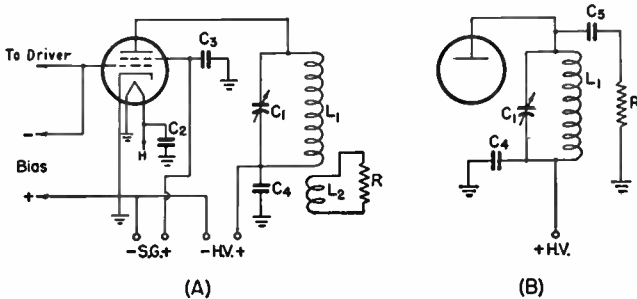 To Driver
C3
C1
L1
C2
H
-
Bias
+
C4
L2
R
- S.G. + - H.V. +
(A)
C5
C1
L1
R
C4
+ H.V.
(B)